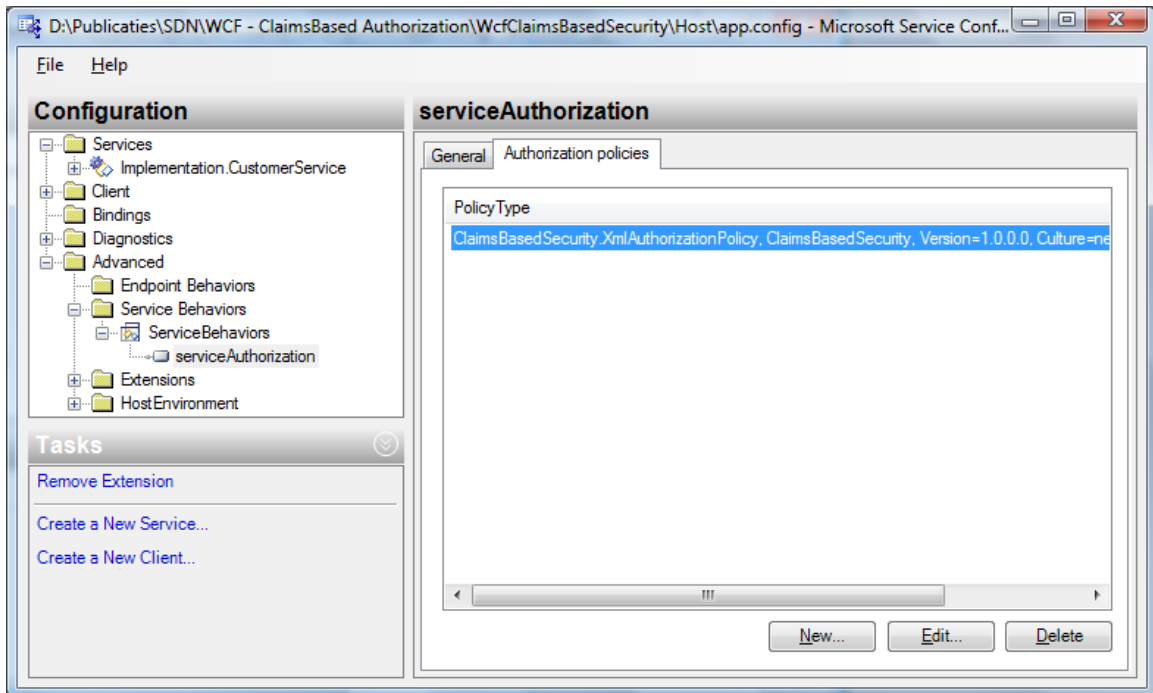 D:\Publicaties\SDN\WCF - ClaimsBased Authorization\WcfClaimsBasedSecurity\Host\app.config - Microsoft Service Conf...
File Help
Configuration
Services
Implementation.CustomerService
Client
Bindings
Diagnostics
Advanced
Endpoint Behaviors
Service Behaviors
ServiceBehaviors
serviceAuthorization
Extensions
HostEnvironment
Tasks
Remove Extension
Create a New Service...
Create a New Client...
serviceAuthorization
General Authorization policies
PolicyType
ClaimsBasedSecurity.XmlAuthorizationPolicy, ClaimsBasedSecurity, Version=1.0.0.0, Culture=ne
New... Edit... Delete